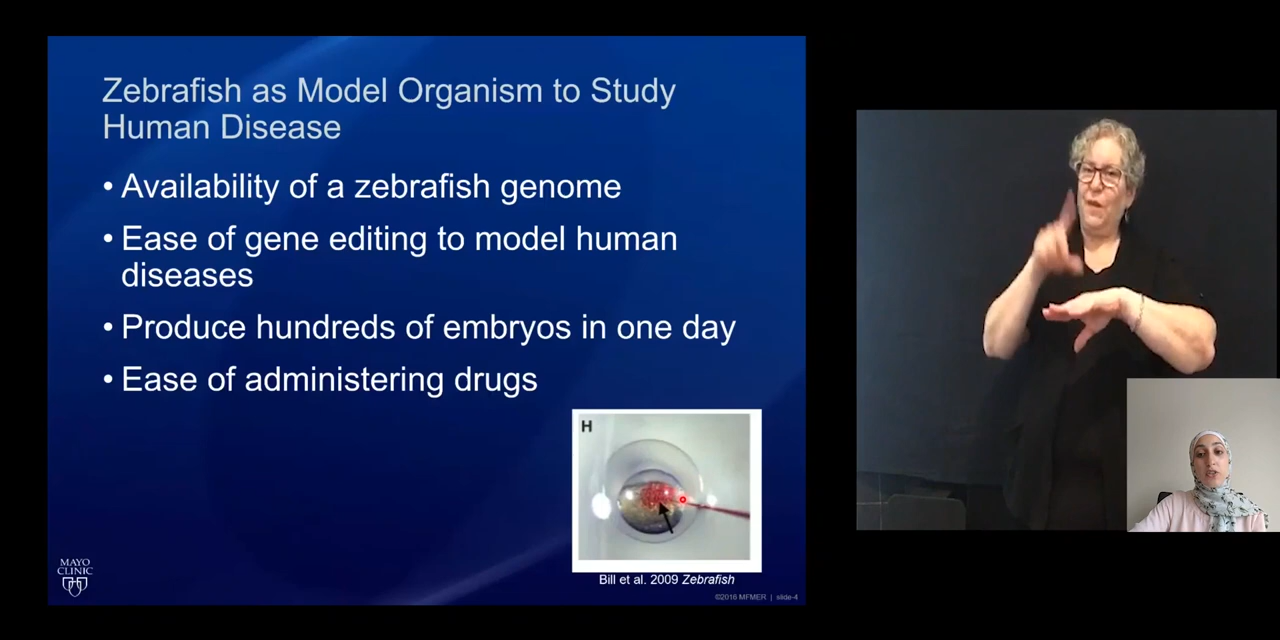 Zebrafish as Model Organism to Study
Human Disease
• Availability of a zebrafish genome
• Ease of gene editing to model human
diseases
• Produce hundreds of embryos in one day
• Ease of administering drugs
H
Bill et al. 2009 Zebrafish
MAYO
CLINIC
©2016 MFMER | slide-4